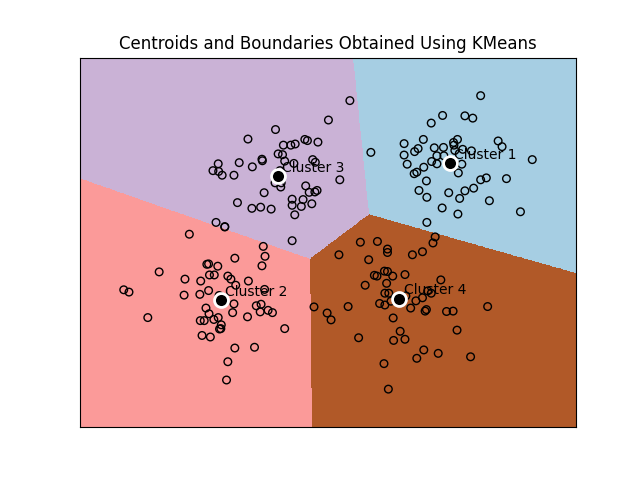 Centroids and Boundaries Obtained Using KMeans
Cluster 1
Cluster 3
Cluster 2
Cluster 4